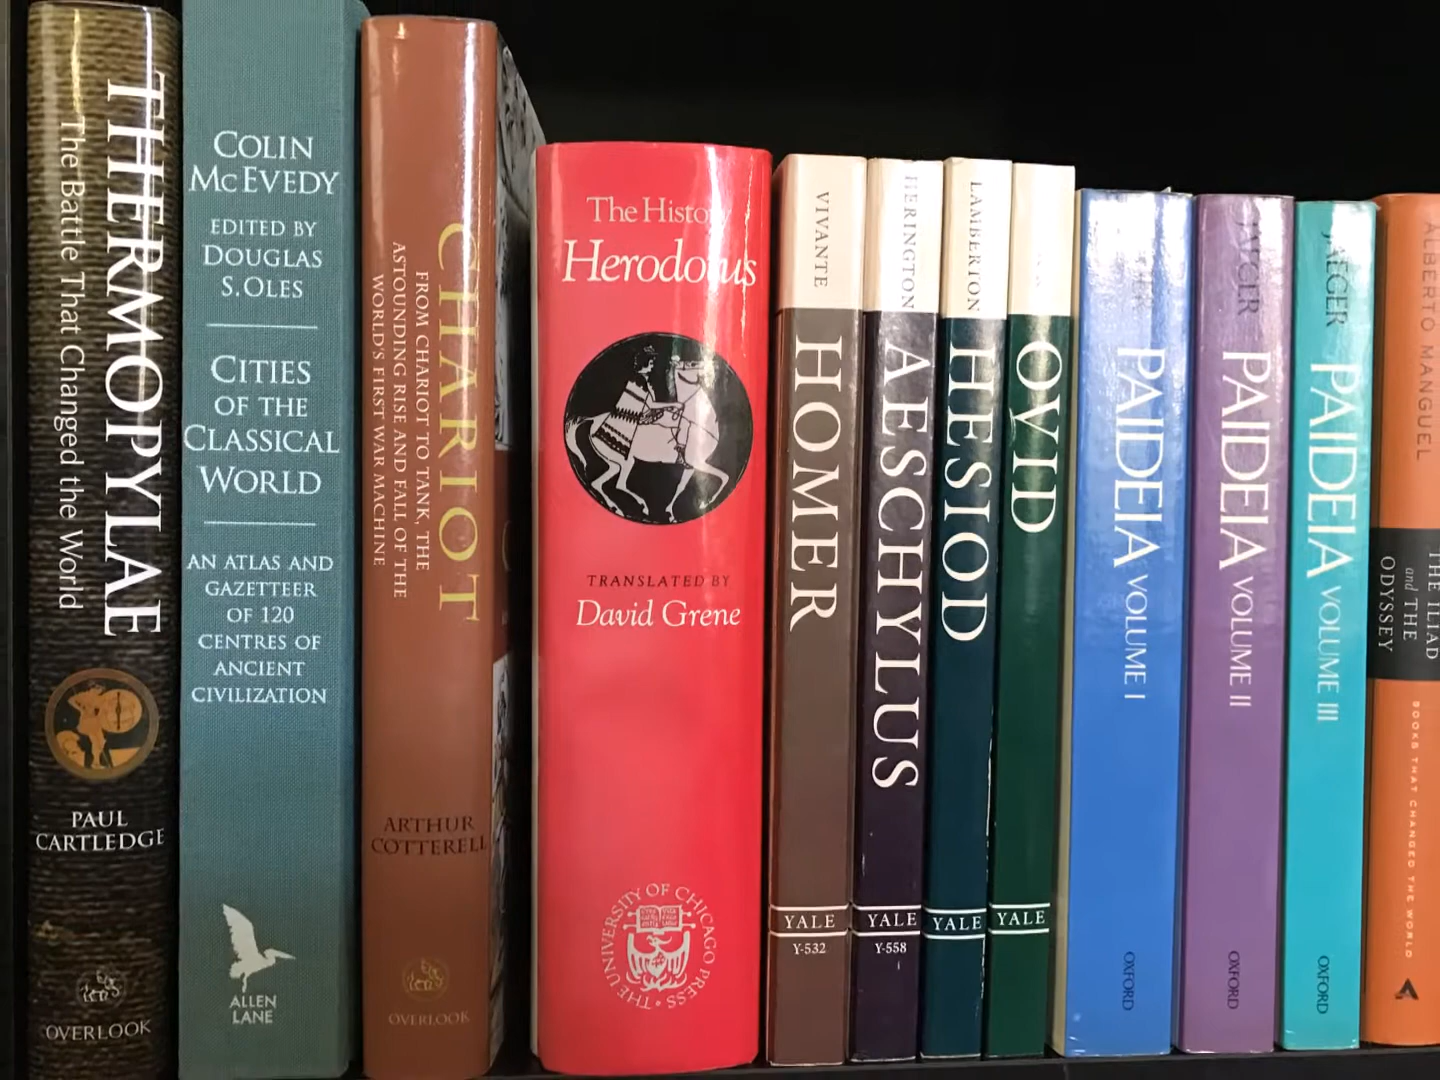 THERMOPYLAE
The Battle That Changed the World
PAUL
CARTLEDGE
OVERLOOK
COLIN
MCEVEDY
EDITED BY
DOUGLAS
S. OLES
CITIES
OF THE
CLASSICAL
WORLD
AN ATLAS AND
GAZETTEER
OF 120
CENTRES OF
ANCIENT
CIVILIZATION
ALLEN
LANE
CHARIOT
FROM CHARIOT TO TANK, THE
ASTOUNDING RISE AND FALL OF THE
WORLD'S FIRST WAR MACHINE
ARTHUR
COTTERELL
OVERLOOK
The History
Herodotus
TRANSLATED BY
David Grene
THE UNIVERSITY OF CHICAGO PRESS
VIVANTE
HOMER
YALE
Y-532
HERINGTON
AESCHYLUS
YALE
Y-558
LAMBERTON
HESIOD
YALE
OVID
YALE
PAIDEIA VOLUME I
OXFORD
JAEGER
PAIDEIA VOLUME II
OXFORD
JAEGER
PAIDEIA VOLUME III
OXFORD
ALBERTO MANGUEL
THE ILIAD
and THE
ODYSSEY
BOOKS THAT CHANGED THE WORLD